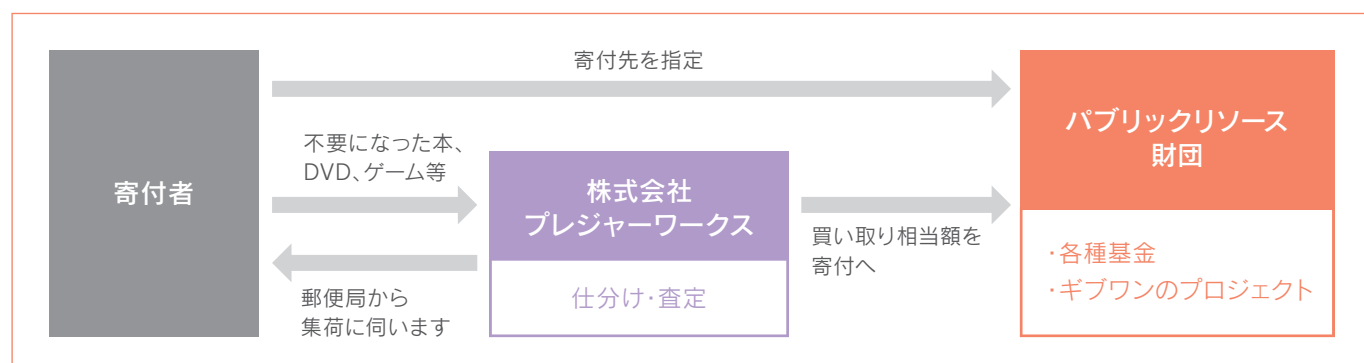 寄付先を指定
寄付者
不要になった本、
DVD、ゲーム等
郵便局から
集荷に伺います
株式会社
プレジャーワークス
仕分け・査定
買い取り相当額を
寄付へ
パブリックリソース
財団
・各種基金
・ギブワンのプロジェクト